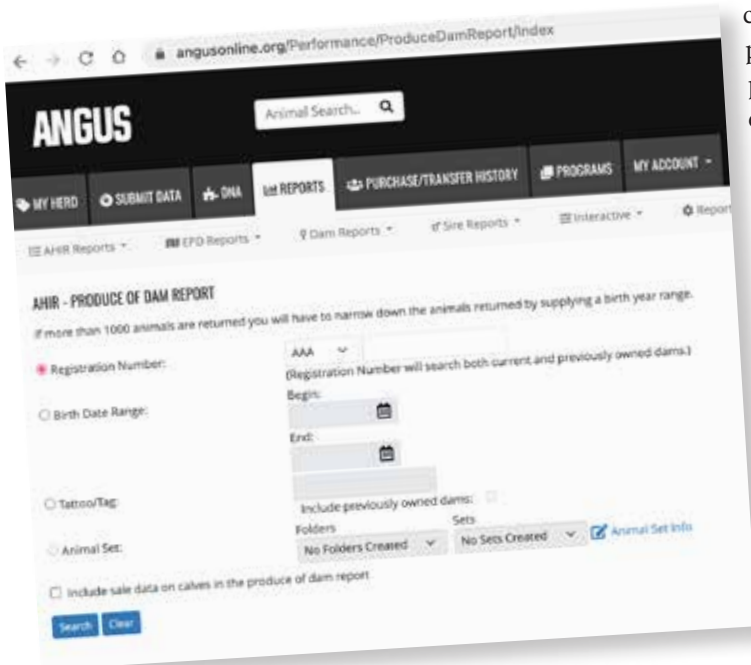 angusonline.org/Performance/ProduceDamReport/Index
ANGUS
Animal Search...
MY HERD SUBMIT DATA DNA REPORTS PURCHASE/TRANSFER HISTORY PROGRAMS MY ACCOUNT
AHIR Reports EPD Reports Dam Reports Sire Reports Interactive Report
AHIR - PRODUCE OF DAM REPORT
If more than 1000 animals are returned you will have to narrow down the animals returned by supplying a birth year range.
Registration Number: AAA
(Registration Number will search both current and previously owned dams.)
Birth Date Range: Begin:
End:
Tattoo/Tag:
Include previously owned dams:
Folders Sets
Animal Set: No Folders Created No Sets Created Animal Set Info
Include sale data on calves in the produce of dam report
Search Clear